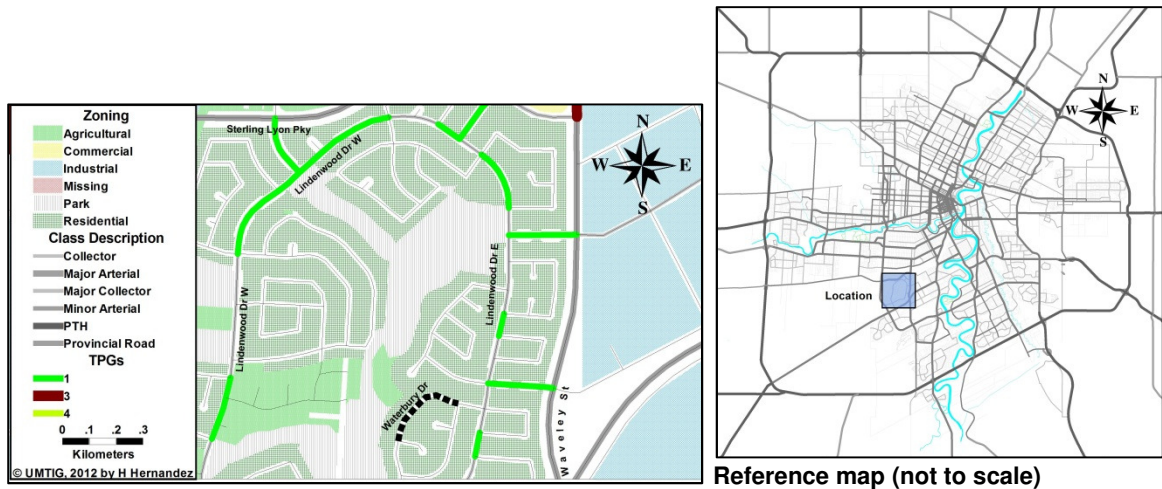 Zoning
Agricultural
Commercial
Industrial
Missing
Park
Residential
Class Description
Collector
Major Arterial
Major Collector
Minor Arterial
PTH
Provincial Road
TPGs
1
3
4
0 .1 .2 .3
Kilometers
© UMTIG, 2012 by H Hernandez
Sterling Lyon Pky
Lindenwood Dr W
N
W E
S
Lindenwood Dr E
Lindenwood Dr W
Waterbury Dr
Waveley St
N
W E
S
Location
Reference map (not to scale)